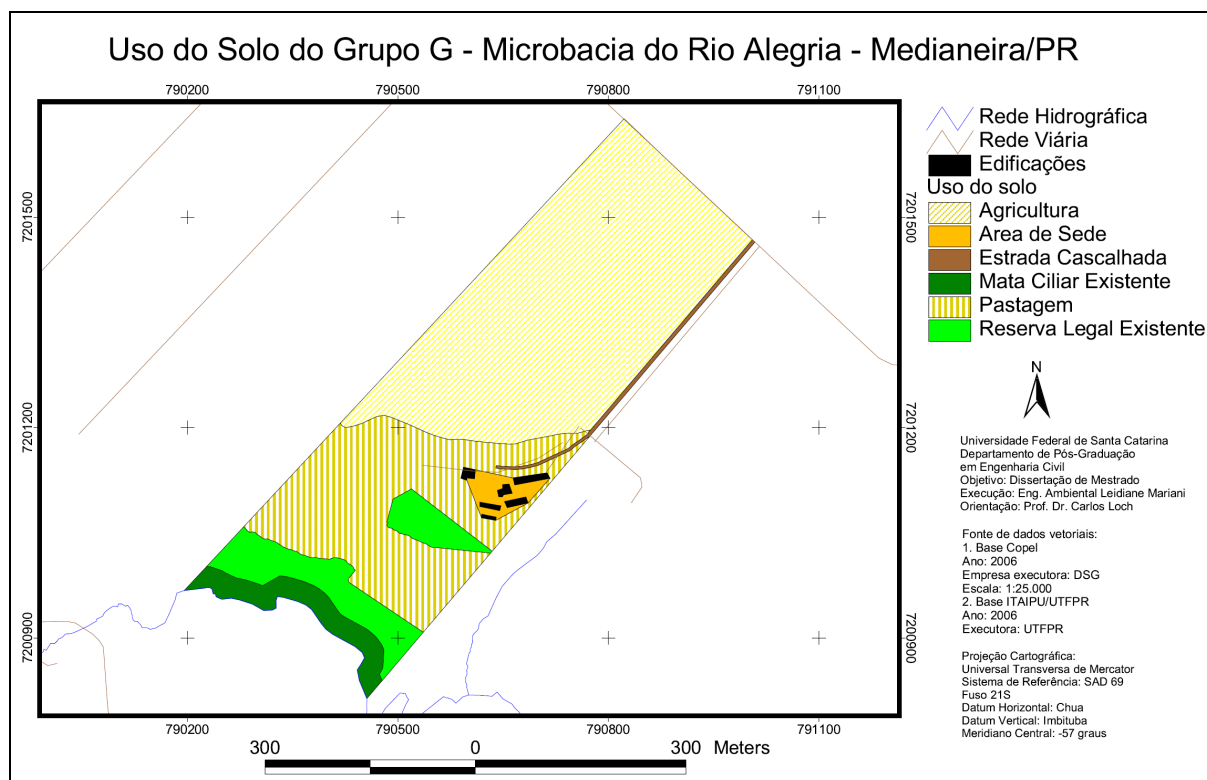 Uso do Solo do Grupo G - Microbacia do Rio Alegria - Medianeira/PR
790200 790500 790800 791100
7201500 7201500
7201200 7201200
7200900 7200900
790200 790500 790800 791100
300 0 300 Meters
Rede Hidrográfica
Rede Viária
Edificações
Uso do solo
Agricultura
Area de Sede
Estrada Cascalhada
Mata Ciliar Existente
Pastagem
Reserva Legal Existente
N
Universidade Federal de Santa Catarina
Departamento de Pós-Graduação
em Engenharia Civil
Objetivo: Dissertação de Mestrado
Execução: Eng. Ambiental Leidiane Mariani
Orientação: Prof. Dr. Carlos Loch
Fonte de dados vetoriais:
1. Base Copel
Ano: 2006
Empresa executora: DSG
Escala: 1:25.000
2. Base ITAIPU/UTFPR
Ano: 2006
Executora: UTFPR
Projeção Cartográfica:
Universal Transversa de Mercator
Sistema de Referência: SAD 69
Fuso 21S
Datum Horizontal: Chua
Datum Vertical: Imbituba
Meridiano Central: -57 graus